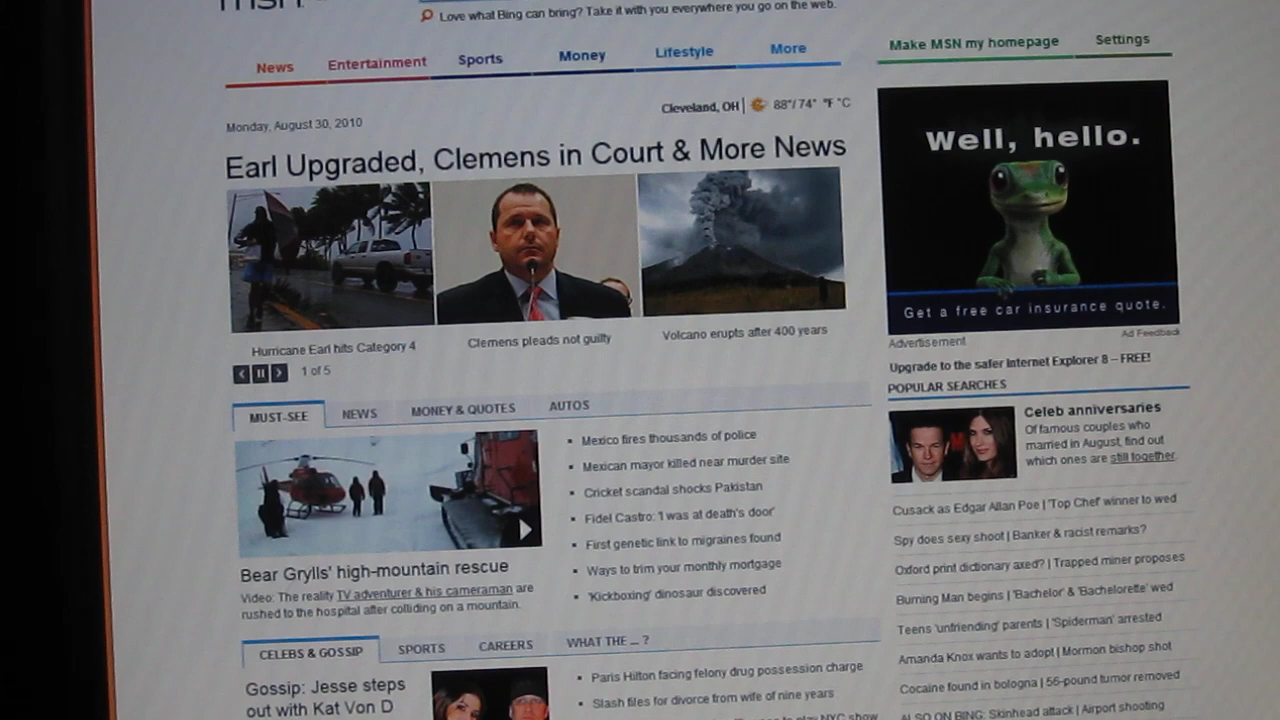 msn
Love what Bing can bring? Take it with you everywhere you go on the web.
News
Entertainment
Sports
Money
Lifestyle
More
Make MSN my homepage
Settings
Monday, August 30, 2010
Cleveland, OH | 88°/74° °F °C
Earl Upgraded, Clemens in Court & More News
Hurricane Earl hits Category 4
Clemens pleads not guilty
Volcano erupts after 400 years
1 of 5
Well, hello.
Get a free car insurance quote.
Advertisement
Ad Feedback
Upgrade to the safer Internet Explorer 8 – FREE!
POPULAR SEARCHES
Celeb anniversaries
Of famous couples who
married in August, find out
which ones are still together.
Cusack as Edgar Allan Poe | 'Top Chef' winner to wed
Spy does sexy shoot | Banker & racist remarks?
Oxford print dictionary axed? | Trapped miner proposes
Burning Man begins | 'Bachelor' & 'Bachelorette' wed
Teens 'unfriending' parents | 'Spiderman' arrested
Amanda Knox wants to adopt | Mormon bishop shot
Cocaine found in bologna | 56-pound tumor removed
ALSO ON BING: Skinhead attack | Airport shooting
MUST-SEE
NEWS
MONEY & QUOTES
AUTOS
Bear Grylls' high-mountain rescue
Video: The reality TV adventurer & his cameraman are
rushed to the hospital after colliding on a mountain.
Mexico fires thousands of police
Mexican mayor killed near murder site
Cricket scandal shocks Pakistan
Fidel Castro: 'I was at death's door'
First genetic link to migraines found
Ways to trim your monthly mortgage
'Kickboxing' dinosaur discovered
CELEBS & GOSSIP
SPORTS
CAREERS
WHAT THE ... ?
Gossip: Jesse steps
out with Kat Von D
Paris Hilton facing felony drug possession charge
Slash files for divorce from wife of nine years
to play NYC show